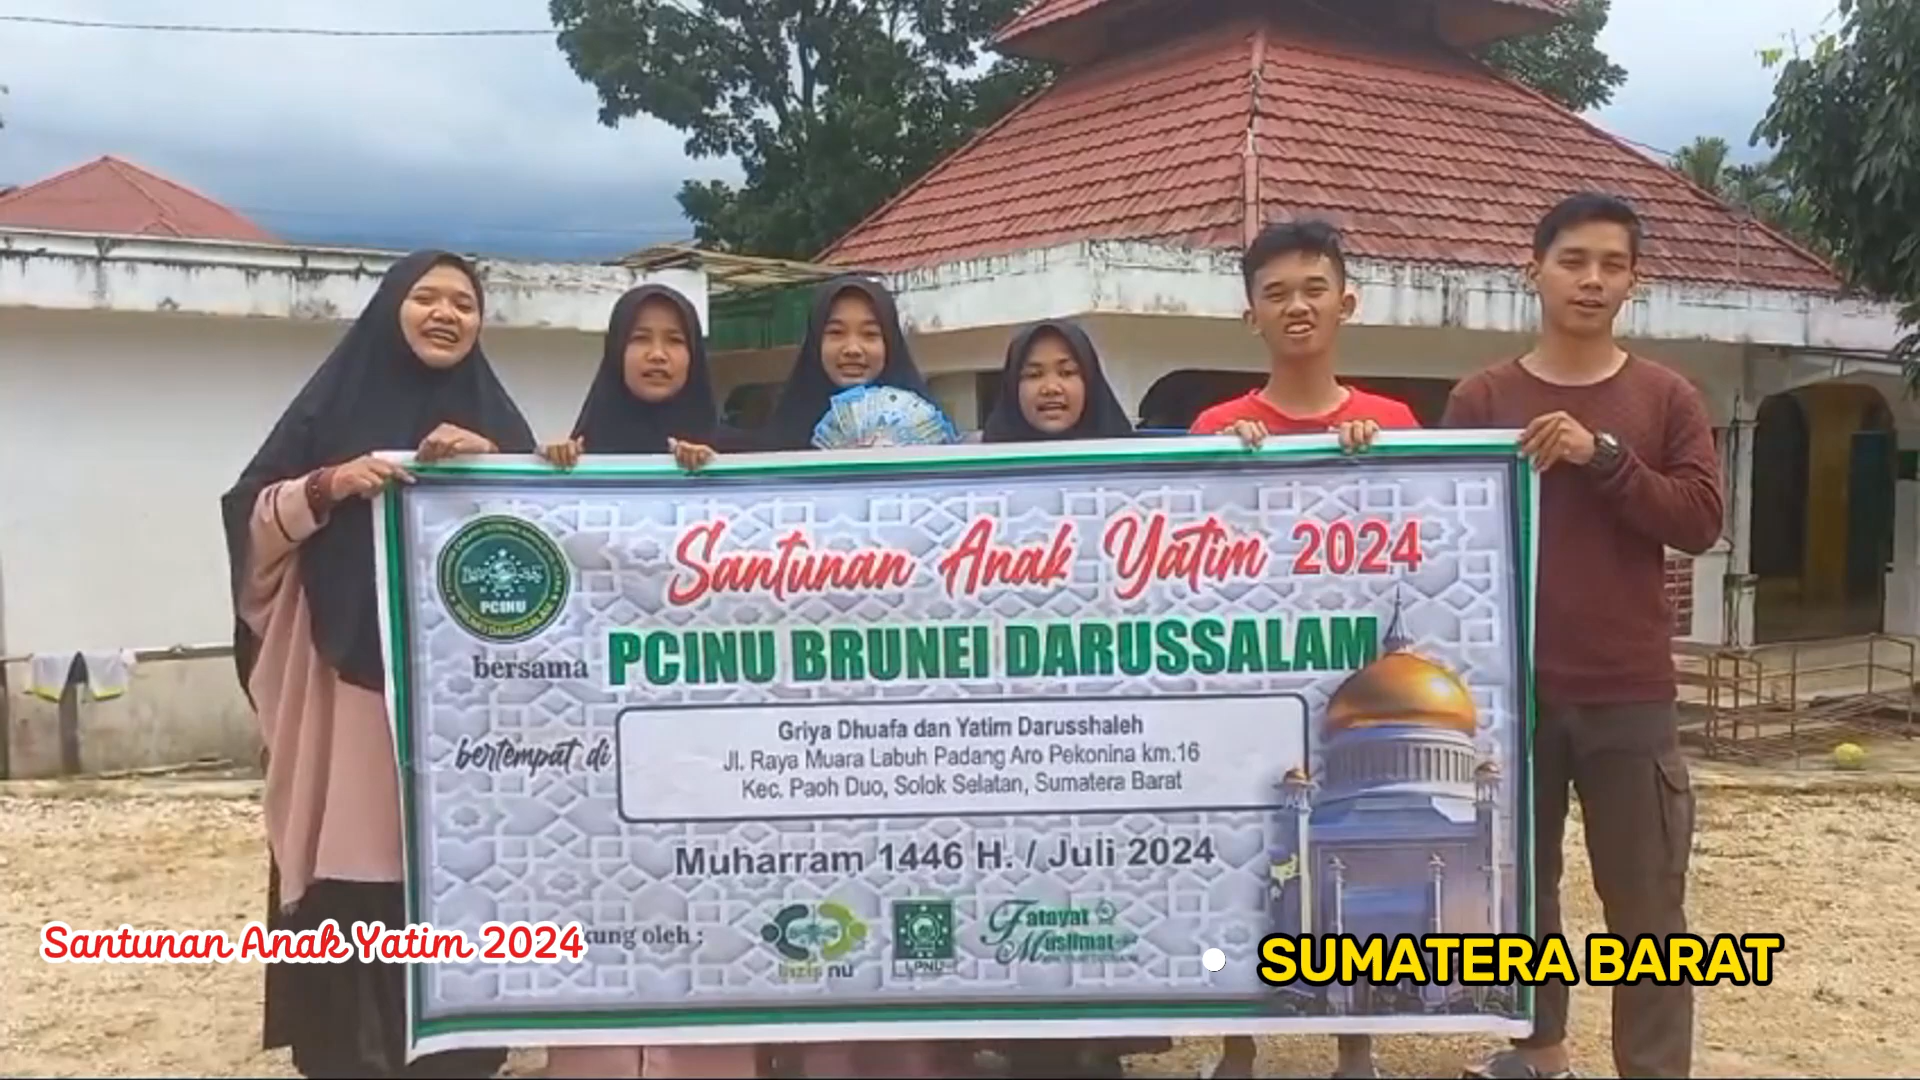 Santunan Anak Yatim 2024
bersama PCINU BRUNEI DARUSSALAM
PCINU
bertempat di
Griya Dhuafa dan Yatim Darusshaleh
Jl. Raya Muara Labuh Padang Aro Pekonina km.16
Kec. Paoh Duo, Solok Selatan, Sumatera Barat
Muharram 1446 H. / Juli 2024
kung oleh :
lazis nu
LPNU
Fatayat
Muslimat
Santunan Anak Yatim 2024
SUMATERA BARAT